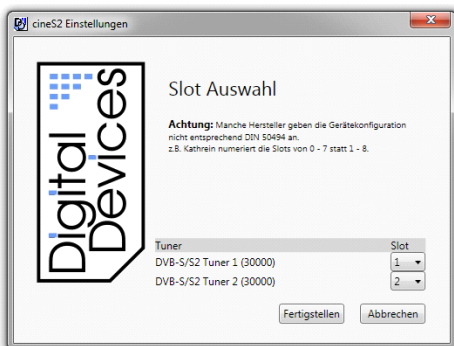 cineS2 Einstellungen
Digital
Devices
Slot Auswahl
Achtung: Manche Hersteller geben die Gerätekonfiguration
nicht entsprechend DIN 50494 an.
z.B. Kathrein numeriert die Slots von 0 - 7 statt 1 - 8.
Tuner Slot
DVB-S/S2 Tuner 1 (30000) 1
DVB-S/S2 Tuner 2 (30000) 2
Fertigstellen Abbrechen